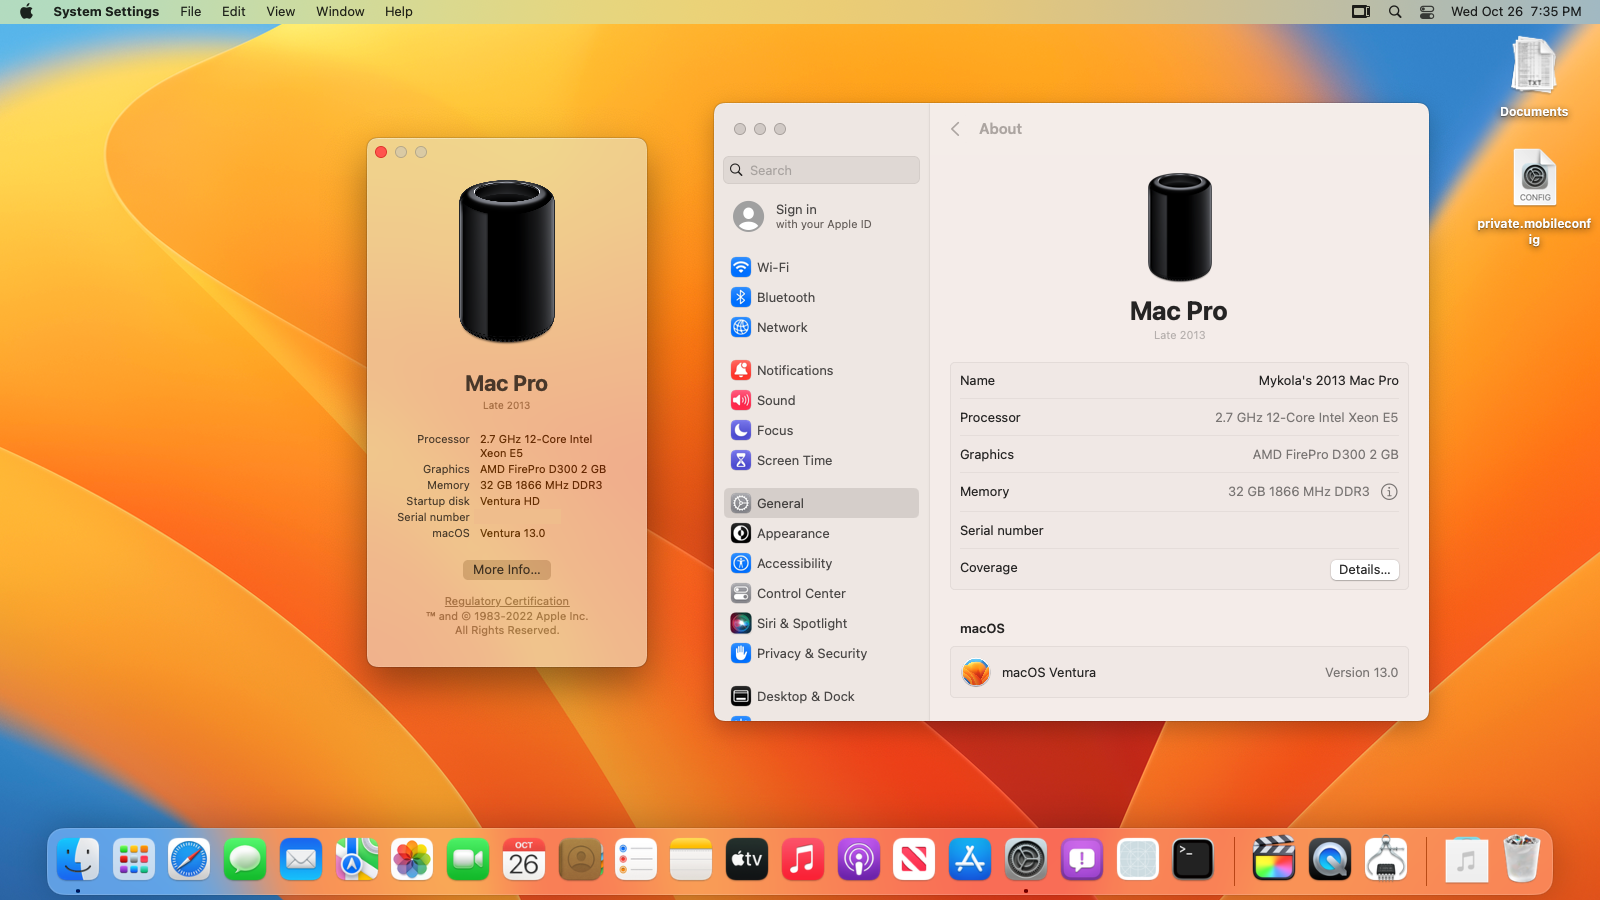 System Settings File Edit View Window Help Wed Oct 26 7:35 PM
TXT
Documents
CONFIG
private.mobileconf
ig
Mac Pro
Late 2013
Processor 2.7 GHz 12-Core Intel
Xeon E5
Graphics AMD FirePro D300 2 GB
Memory 32 GB 1866 MHz DDR3
Startup disk Ventura HD
Serial number
macOS Ventura 13.0
More Info...
Regulatory Certification
™ and © 1983-2022 Apple Inc.
All Rights Reserved.
Search
Sign in
with your Apple ID
Wi-Fi
Bluetooth
Network
Notifications
Sound
Focus
Screen Time
General
Appearance
Accessibility
Control Center
Siri & Spotlight
Privacy & Security
Desktop & Dock
About
Mac Pro
Late 2013
Name Mykola's 2013 Mac Pro
Processor 2.7 GHz 12-Core Intel Xeon E5
Graphics AMD FirePro D300 2 GB
Memory 32 GB 1866 MHz DDR3
Serial number
Coverage Details...
macOS
macOS Ventura Version 13.0
OCT
26
tv
>_